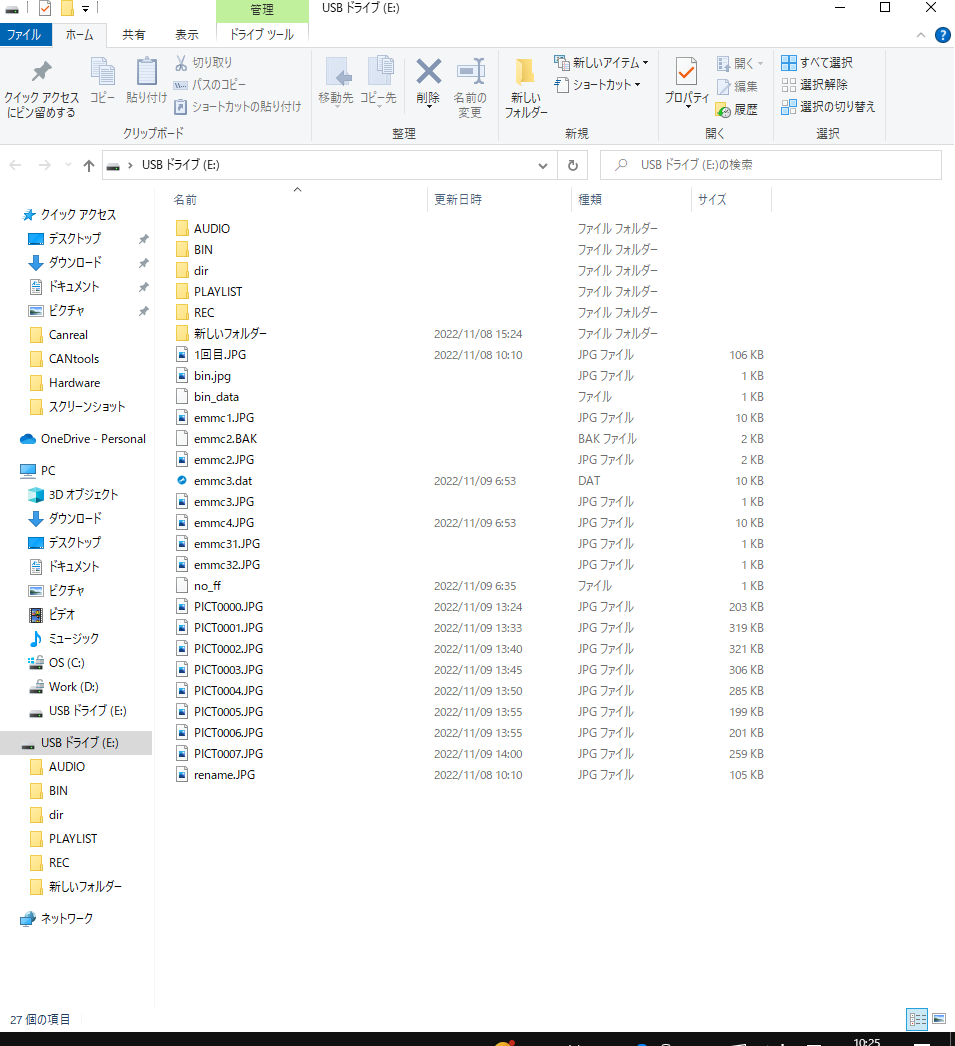 管理
USB ドライブ (E:)
ファイル ホーム 共有 表示 ドライブ ツール
クイック アクセス
にピン留めする
コピー
貼り付け
切り取り
パスのコピー
ショートカットの貼り付け
クリップボード
移動先
コピー先
削除
名前の
変更
整理
新しい
フォルダー
新しいアイテム
ショートカット
新規
プロパティ
開く
編集
履歴
開く
すべて選択
選択解除
選択の切り替え
選択
USB ドライブ (E:)
USB ドライブ (E:)の検索
クイック アクセス
デスクトップ
ダウンロード
ドキュメント
ピクチャ
Canreal
CANtools
Hardware
スクリーンショット
OneDrive - Personal
PC
3D オブジェクト
ダウンロード
デスクトップ
ドキュメント
ピクチャ
ビデオ
ミュージック
OS (C:)
Work (D:)
USB ドライブ (E:)
USB ドライブ (E:)
AUDIO
BIN
dir
PLAYLIST
REC
新しいフォルダー
ネットワーク
名前 更新日時 種類 サイズ
AUDIO ファイル フォルダー
BIN ファイル フォルダー
dir ファイル フォルダー
PLAYLIST ファイル フォルダー
REC ファイル フォルダー
新しいフォルダー 2022/11/08 15:24 ファイル フォルダー
1回目.JPG 2022/11/08 10:10 JPG ファイル 106 KB
bin.jpg JPG ファイル 1 KB
bin_data ファイル 1 KB
emmc1.JPG JPG ファイル 10 KB
emmc2.BAK BAK ファイル 2 KB
emmc2.JPG JPG ファイル 2 KB
emmc3.dat 2022/11/09 6:53 DAT 10 KB
emmc3.JPG JPG ファイル 1 KB
emmc4.JPG 2022/11/09 6:53 JPG ファイル 10 KB
emmc31.JPG JPG ファイル 1 KB
emmc32.JPG JPG ファイル 1 KB
no_ff 2022/11/09 6:35 ファイル 1 KB
PICT0000.JPG 2022/11/09 13:24 JPG ファイル 203 KB
PICT0001.JPG 2022/11/09 13:33 JPG ファイル 319 KB
PICT0002.JPG 2022/11/09 13:40 JPG ファイル 321 KB
PICT0003.JPG 2022/11/09 13:45 JPG ファイル 306 KB
PICT0004.JPG 2022/11/09 13:50 JPG ファイル 285 KB
PICT0005.JPG 2022/11/09 13:55 JPG ファイル 199 KB
PICT0006.JPG 2022/11/09 13:55 JPG ファイル 201 KB
PICT0007.JPG 2022/11/09 14:00 JPG ファイル 259 KB
rename.JPG 2022/11/08 10:10 JPG ファイル 105 KB
27 個の項目
10:25